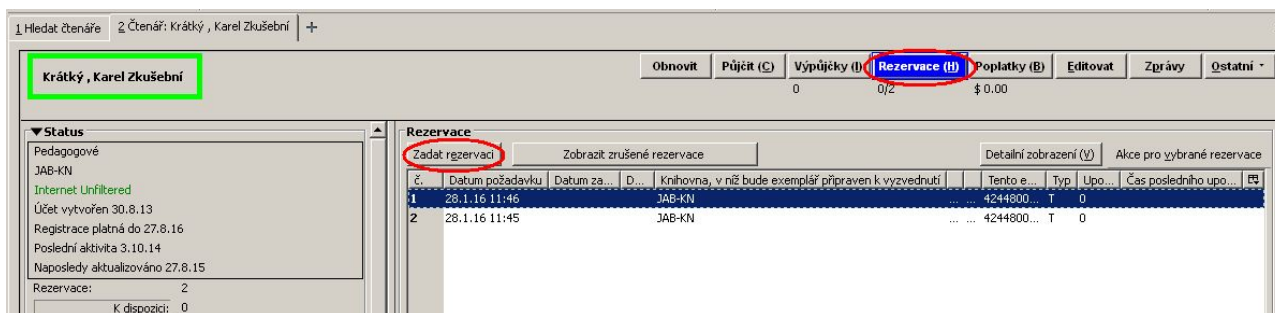 1 Hledat čtenáře 2 Čtenář: Krátký , Karel Zkušební
Krátký , Karel Zkušební
Obnovit Půjčit (C) Výpůjčky (I) Rezervace (H) Poplatky (B) Editovat Zprávy Ostatní
0 0/2 $ 0.00
▼Status
Pedagogové
JAB-KN
Internet Unfiltered
Účet vytvořen 30.8.13
Registrace platná do 27.8.16
Poslední aktivita 3.10.14
Naposledy aktualizováno 27.8.15
Rezervace: 2
K dispozici: 0
Rezervace
Zadat rezervaci Zobrazit zrušené rezervace Detailní zobrazení (V) Akce pro vybrané rezervace
č. Datum požadavku Datum za... D... Knihovna, v níž bude exemplář připraven k vyzvednutí Tento e... Typ Upo... Čas posledního upo...
1 28.1.16 11:46 JAB-KN ... ... 4244800... T 0
2 28.1.16 11:45 JAB-KN ... ... 4244800... T 0